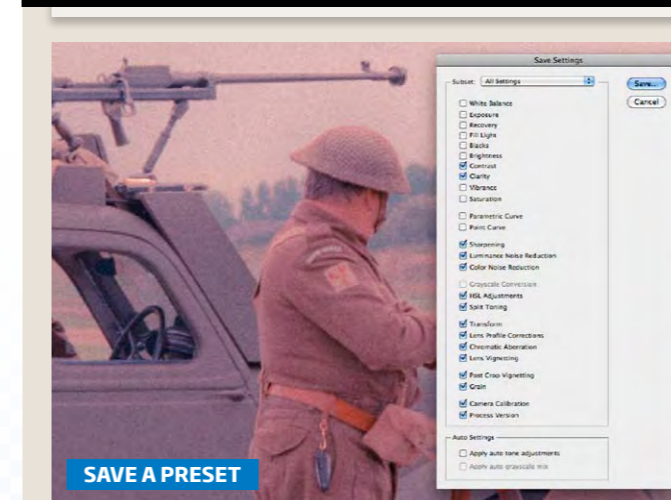 Save Settings
Subset: All Settings
Save...
Cancel
White Balance
Exposure
Recovery
Fill Light
Blacks
Brightness
Contrast
Clarity
Vibrance
Saturation
Parametric Curve
Point Curve
Sharpening
Luminance Noise Reduction
Color Noise Reduction
Grayscale Conversion
HSL Adjustments
Split Toning
Transform
Lens Profile Corrections
Chromatic Aberration
Lens Vignetting
Post Crop Vignetting
Grain
Camera Calibration
Process Version
Auto Settings
Apply auto tone adjustments
Apply auto grayscale mix
SAVE A PRESET